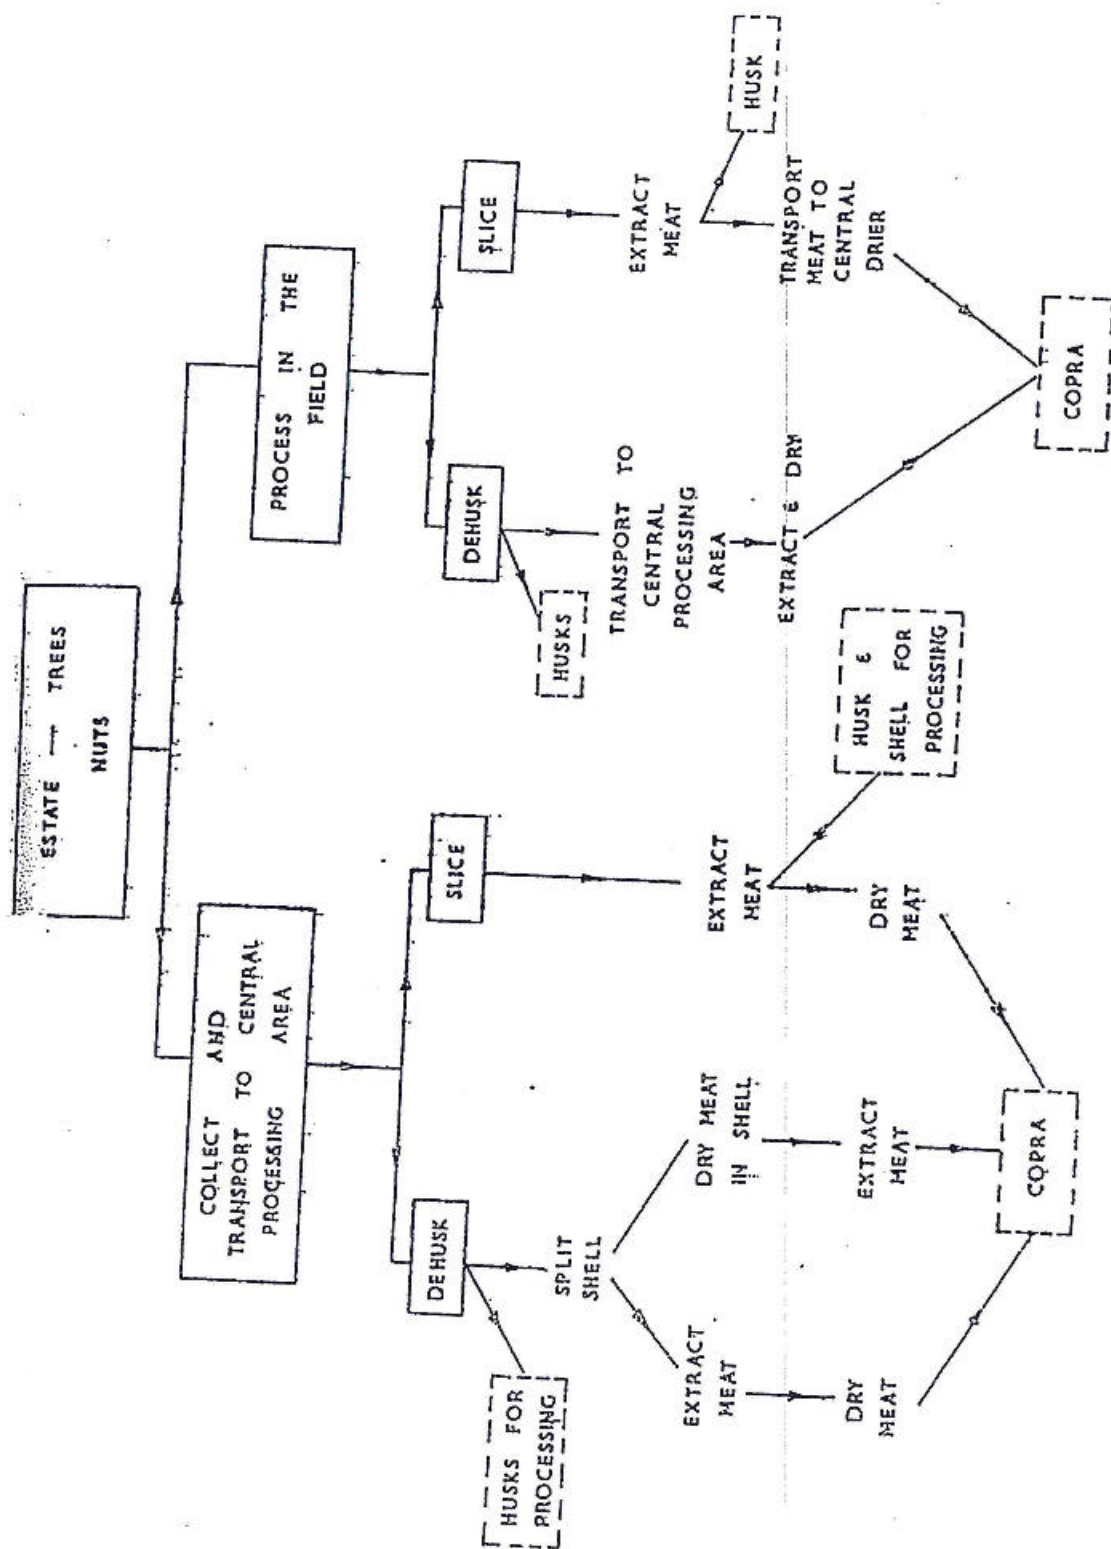 ESTATE — TREES
NUTS
COLLECT AND
TRANSPORT TO CENTRAL
PROCESSING AREA
PROCESS IN THE
FIELD
DEHUSK
SLICE
DEHUSK
SLICE
HUSKS FOR
PROCESSING
SPLIT
SHELL
HUSKS
TRANSPORT TO
CENTRAL
PROCESSING
AREA
EXTRACT
MEAT
EXTRACT
MEAT
DRY MEAT
IN SHELL
EXTRACT
MEAT
HUSK
DRY
MEAT
EXTRACT
MEAT
DRY
MEAT
HUSK &
SHELL FOR
PROCESSING
EXTRACT & DRY
TRANSPORT
MEAT TO
CENTRAL
DRIER
COPRA
COPRA